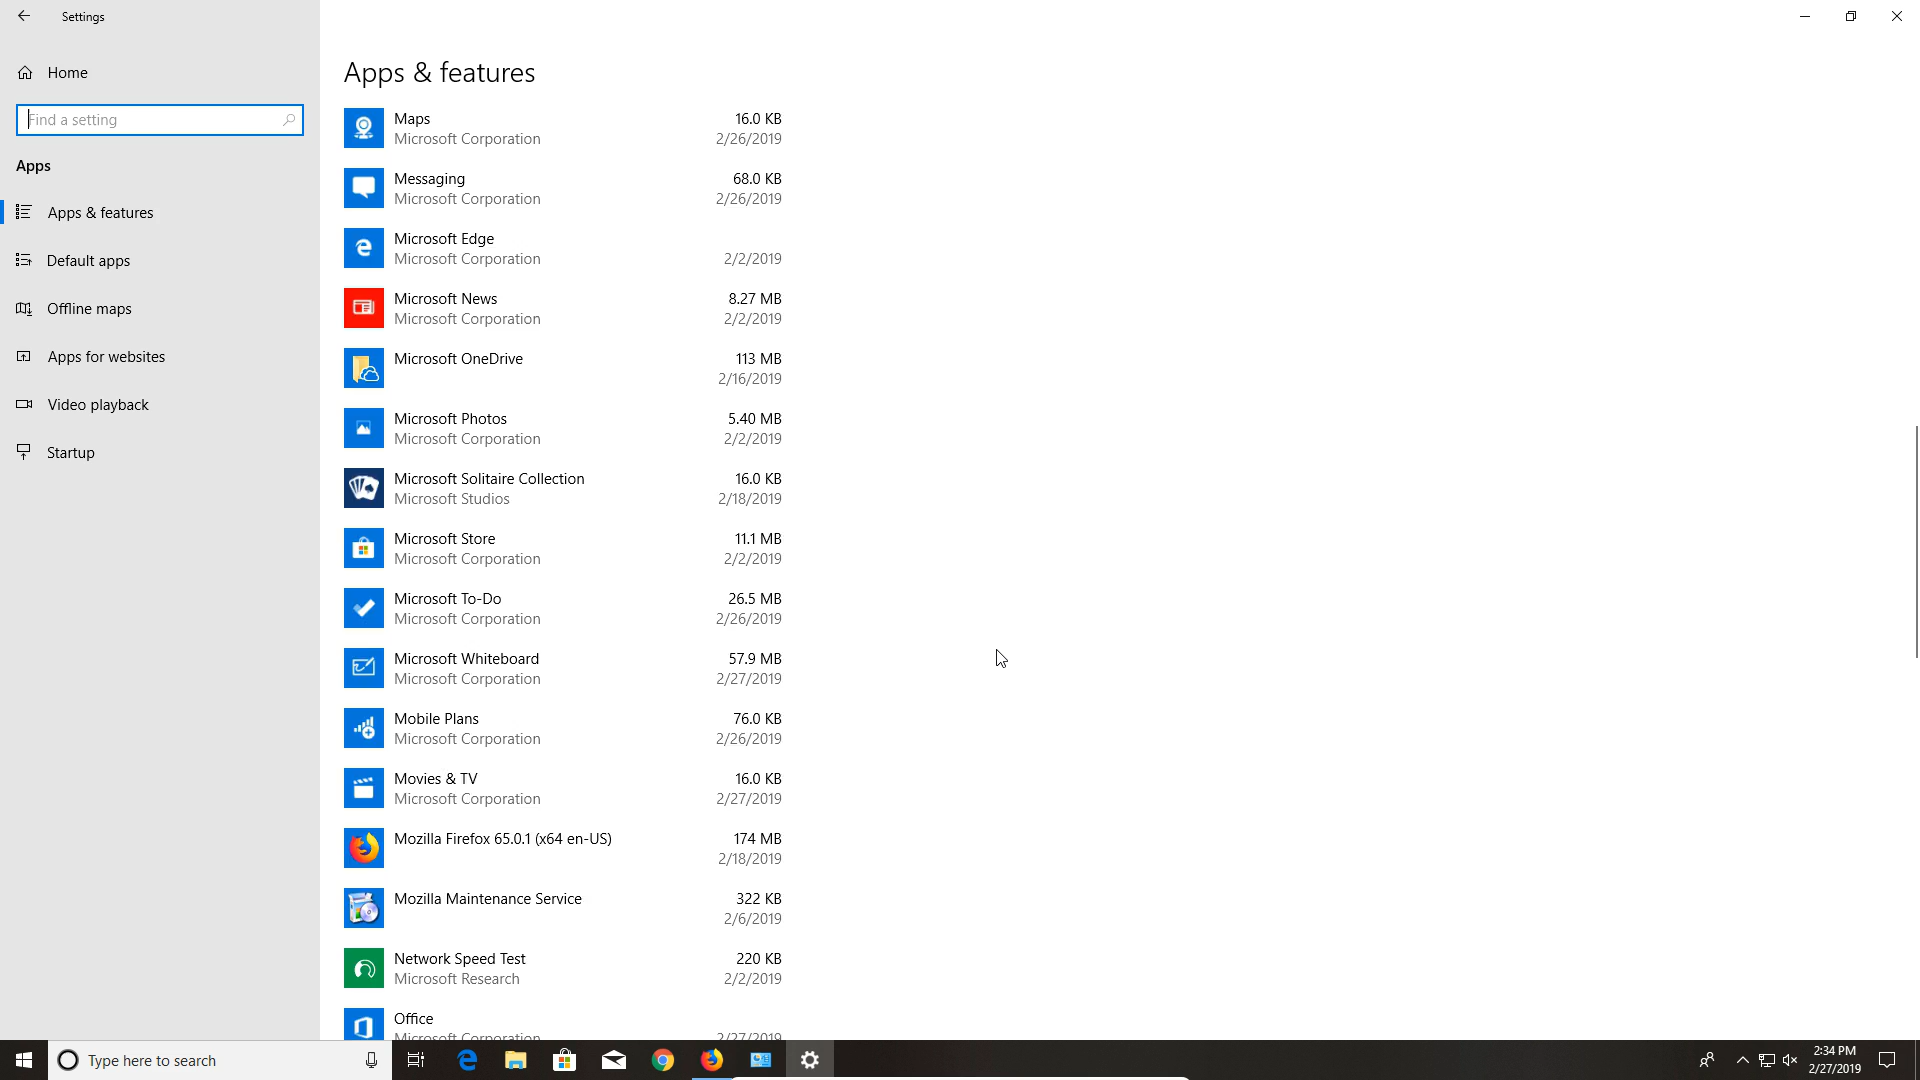 Settings
Home
Find a setting
Apps
Apps & features
Default apps
Offline maps
Apps for websites
Video playback
Startup
Apps & features
Maps 16.0 KB
Microsoft Corporation 2/26/2019
Messaging 68.0 KB
Microsoft Corporation 2/26/2019
Microsoft Edge
Microsoft Corporation 2/2/2019
Microsoft News 8.27 MB
Microsoft Corporation 2/2/2019
Microsoft OneDrive 113 MB
2/16/2019
Microsoft Photos 5.40 MB
Microsoft Corporation 2/2/2019
Microsoft Solitaire Collection 16.0 KB
Microsoft Studios 2/18/2019
Microsoft Store 11.1 MB
Microsoft Corporation 2/2/2019
Microsoft To-Do 26.5 MB
Microsoft Corporation 2/26/2019
Microsoft Whiteboard 57.9 MB
Microsoft Corporation 2/27/2019
Mobile Plans 76.0 KB
Microsoft Corporation 2/26/2019
Movies & TV 16.0 KB
Microsoft Corporation 2/27/2019
Mozilla Firefox 65.0.1 (x64 en-US) 174 MB
2/18/2019
Mozilla Maintenance Service 322 KB
2/6/2019
Network Speed Test 220 KB
Microsoft Research 2/2/2019
Office
Microsoft Corporation 2/27/2019
Type here to search
2:34 PM
2/27/2019